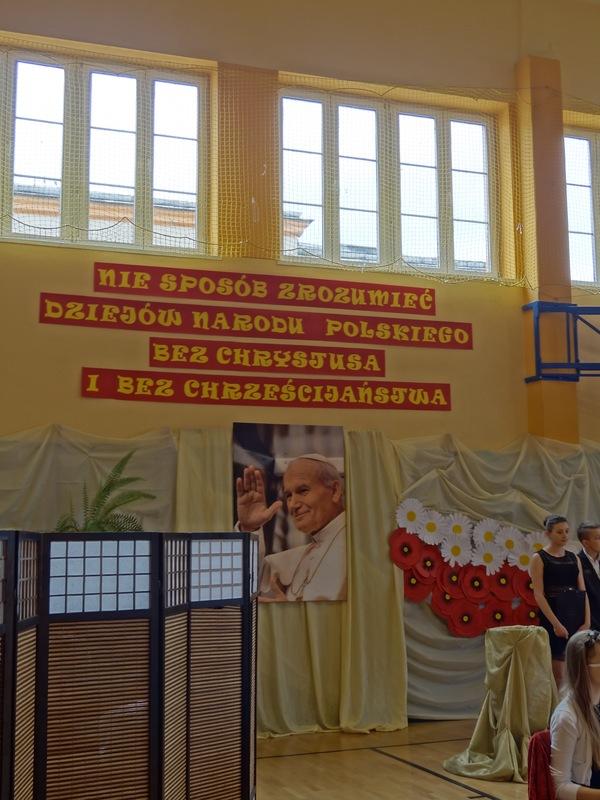 NIE SPOSÓB ZROZUMIEĆ
DZIEJÓW NARODU POLSKIEGO
BEZ CHRYSTUSA
I BEZ CHRZEŚCIJAŃSTWA